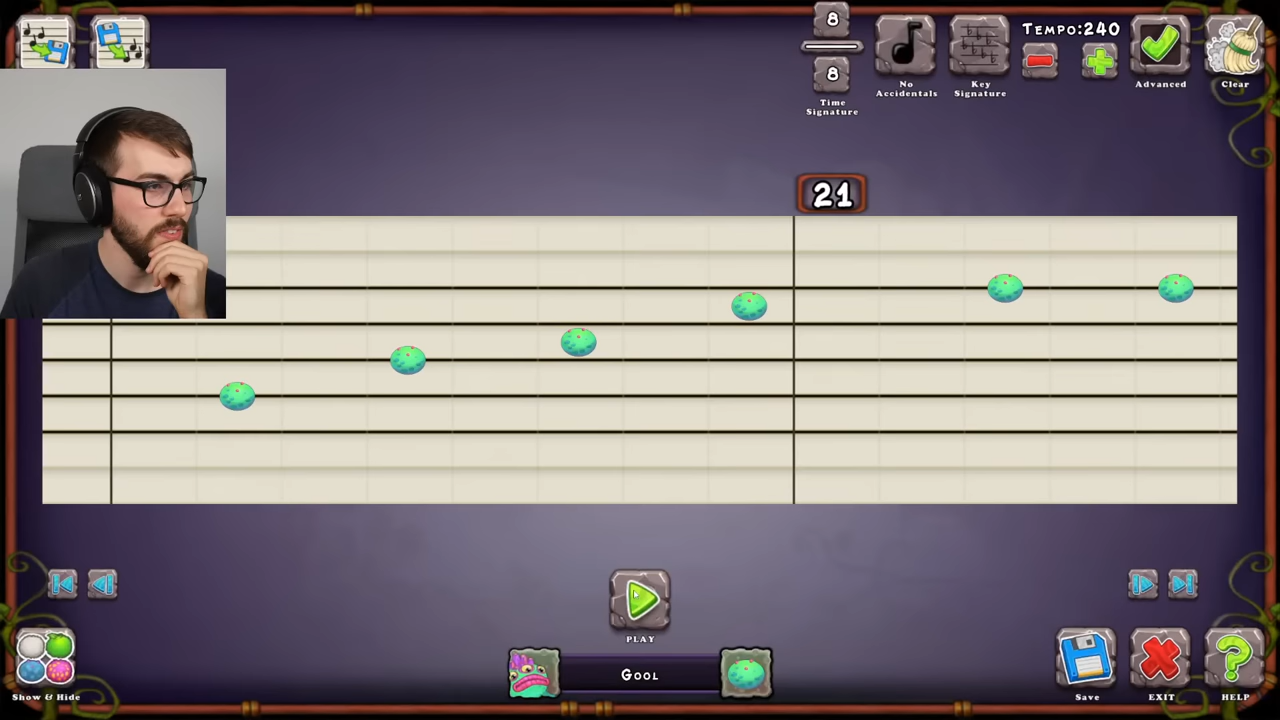 8
8
Time
Signature
No
Accidentals
Key
Signature
Tempo:240
Advanced
Clear
21
PLAY
Gool
Show & Hide
Save
EXIT
HELP